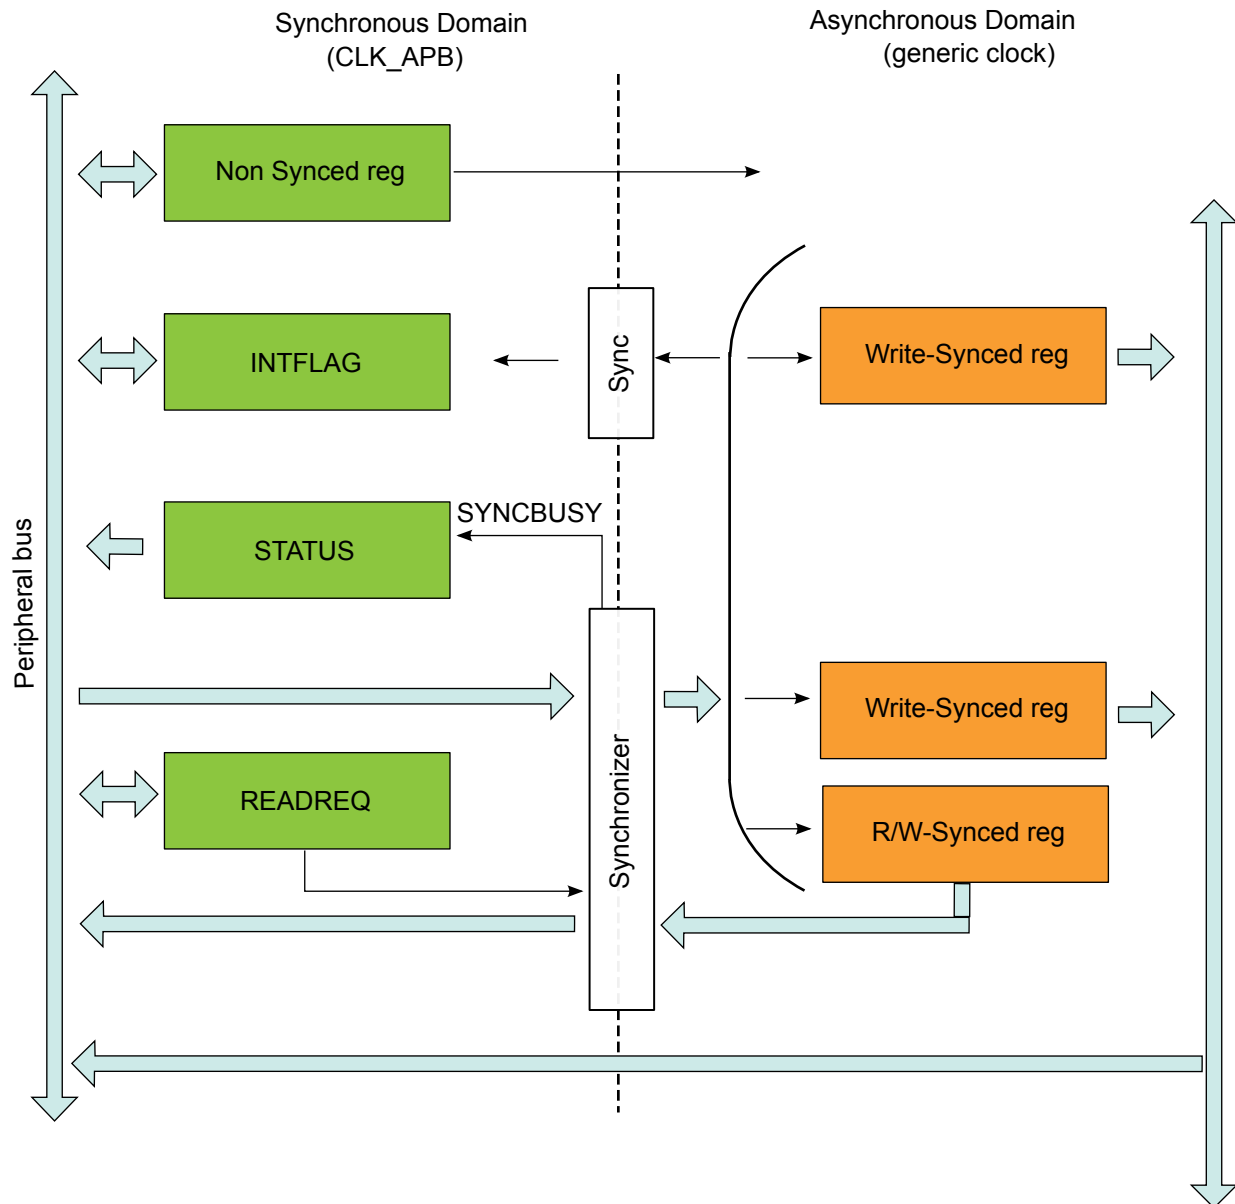 Synchronous Domain
(CLK_APB)
Asynchronous Domain
(generic clock)
Non Synced reg
INTFLAG
Sync
Write-Synced reg
SYNCBUSY
STATUS
Peripheral bus
Write-Synced reg
Synchronizer
READREQ
R/W-Synced reg